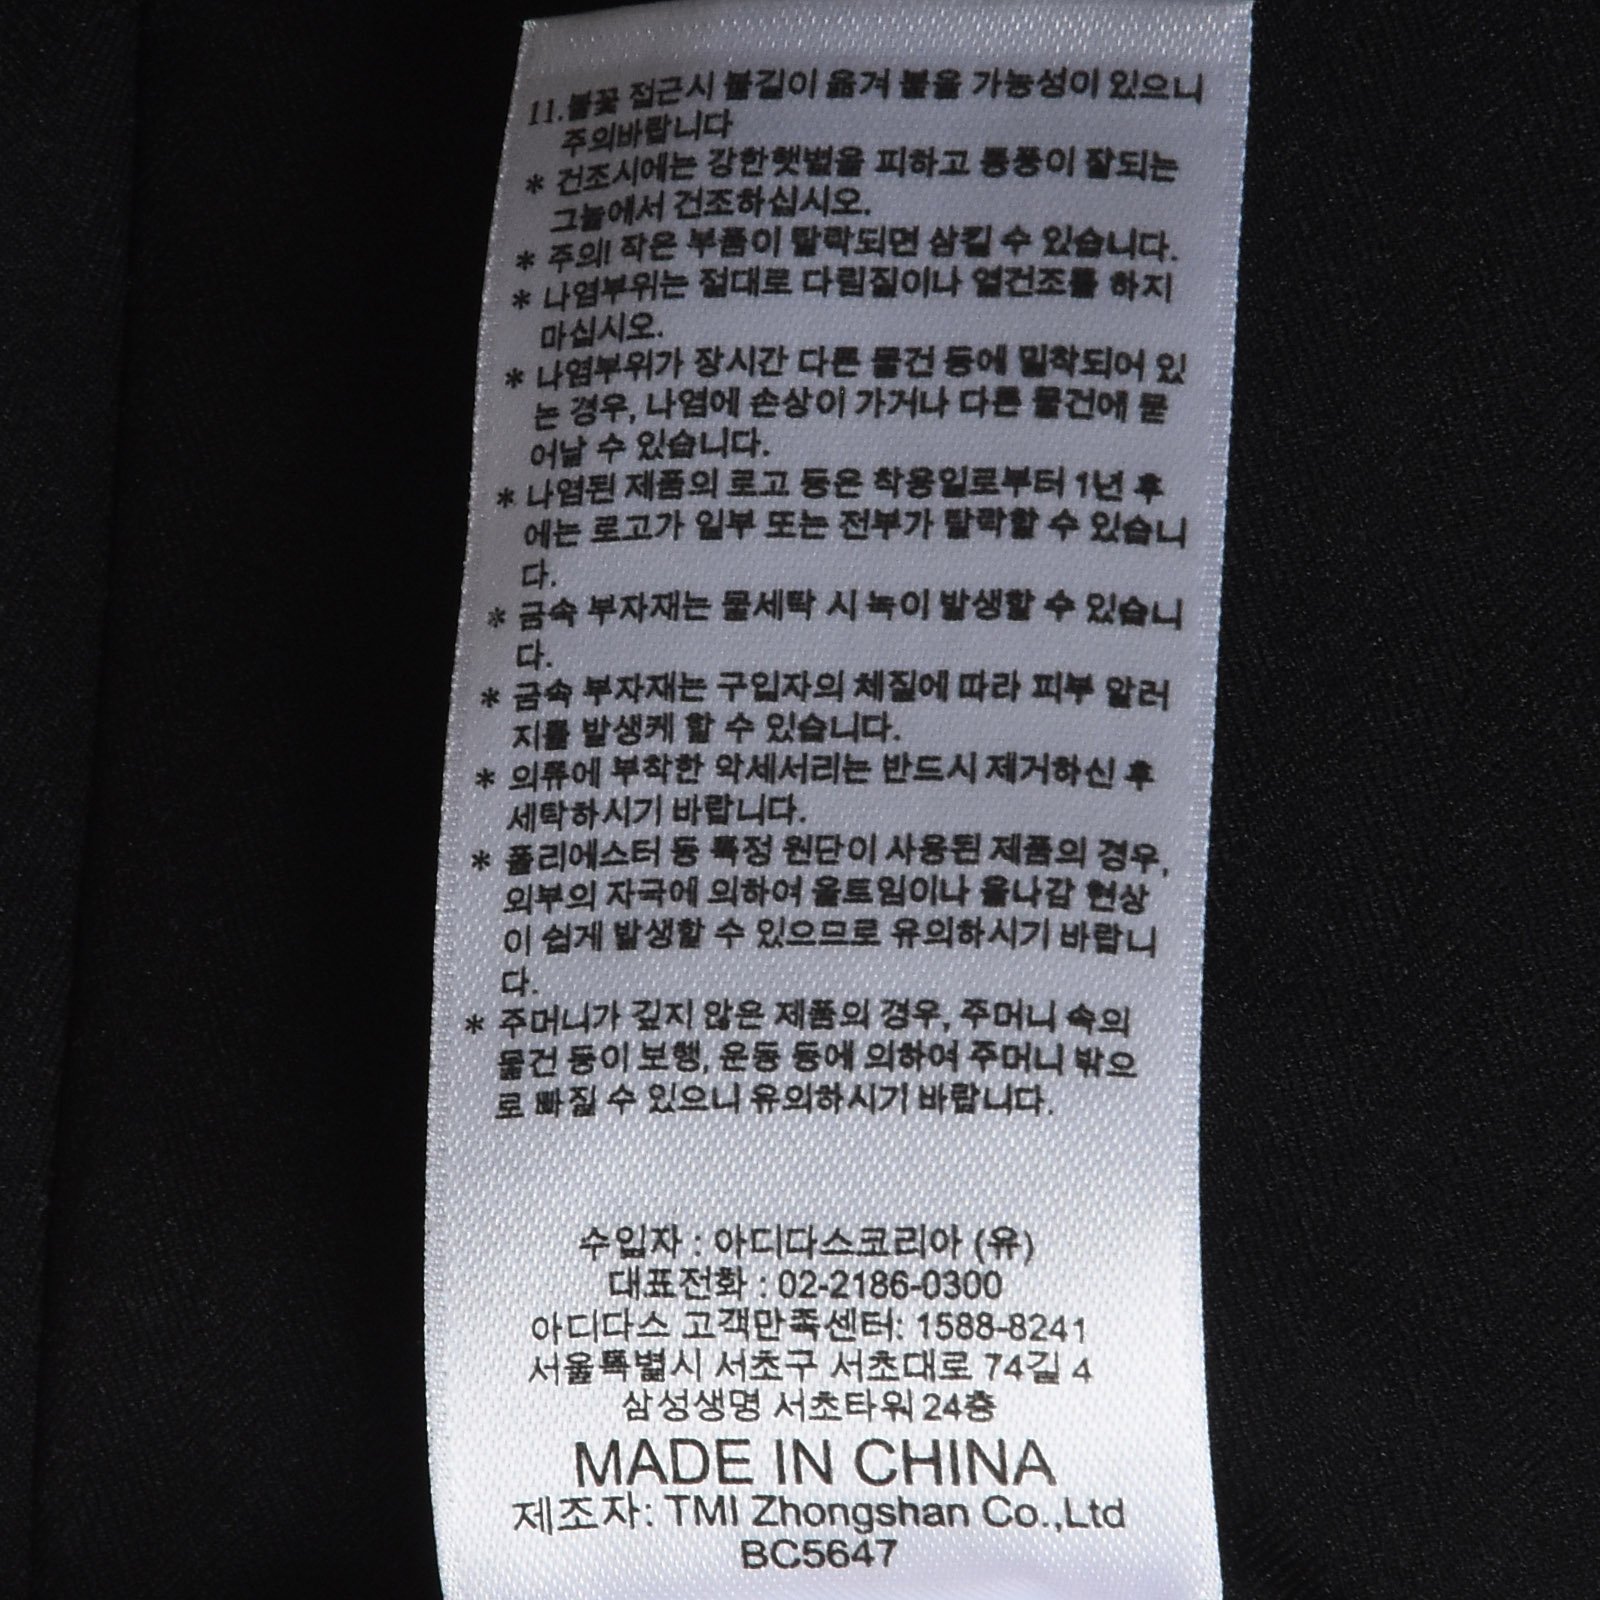 11.불꽃 접근시 불길이 옮겨 붙을 가능성이 있으니
주의바랍니다
* 건조시에는 강한햇볕을 피하고 통풍이 잘되는
그늘에서 건조하십시오.
* 주의! 작은 부품이 탈락되면 삼킬 수 있습니다.
* 나염부위는 절대로 다림질이나 열건조를 하지
마십시오.
* 나염부위가 장시간 다른 물건 등에 밀착되어 있
는 경우, 나염에 손상이 가거나 다른 물건에 묻
어날 수 있습니다.
* 나염된 제품의 로고 등은 착용일로부터 1년 후
에는 로고가 일부 또는 전부가 탈락할 수 있습니
다.
* 금속 부자재는 물세탁 시 녹이 발생할 수 있습니
다.
* 금속 부자재는 구입자의 체질에 따라 피부 알러
지를 발생케 할 수 있습니다.
* 의류에 부착한 악세서리는 반드시 제거하신 후
세탁하시기 바랍니다.
* 폴리에스터 등 특정 원단이 사용된 제품의 경우,
외부의 자극에 의하여 올트임이나 올나감 현상
이 쉽게 발생할 수 있으므로 유의하시기 바랍니
다.
* 주머니가 깊지 않은 제품의 경우, 주머니 속의
물건 등이 보행, 운동 등에 의하여 주머니 밖으
로 빠질 수 있으니 유의하시기 바랍니다.
수입자 : 아디다스코리아 (유)
대표전화 : 02-2186-0300
아디다스 고객만족센터: 1588-8241
서울특별시 서초구 서초대로 74길 4
삼성생명 서초타워 24층
MADE IN CHINA
제조자: TMI Zhongshan Co.,Ltd
BC5647